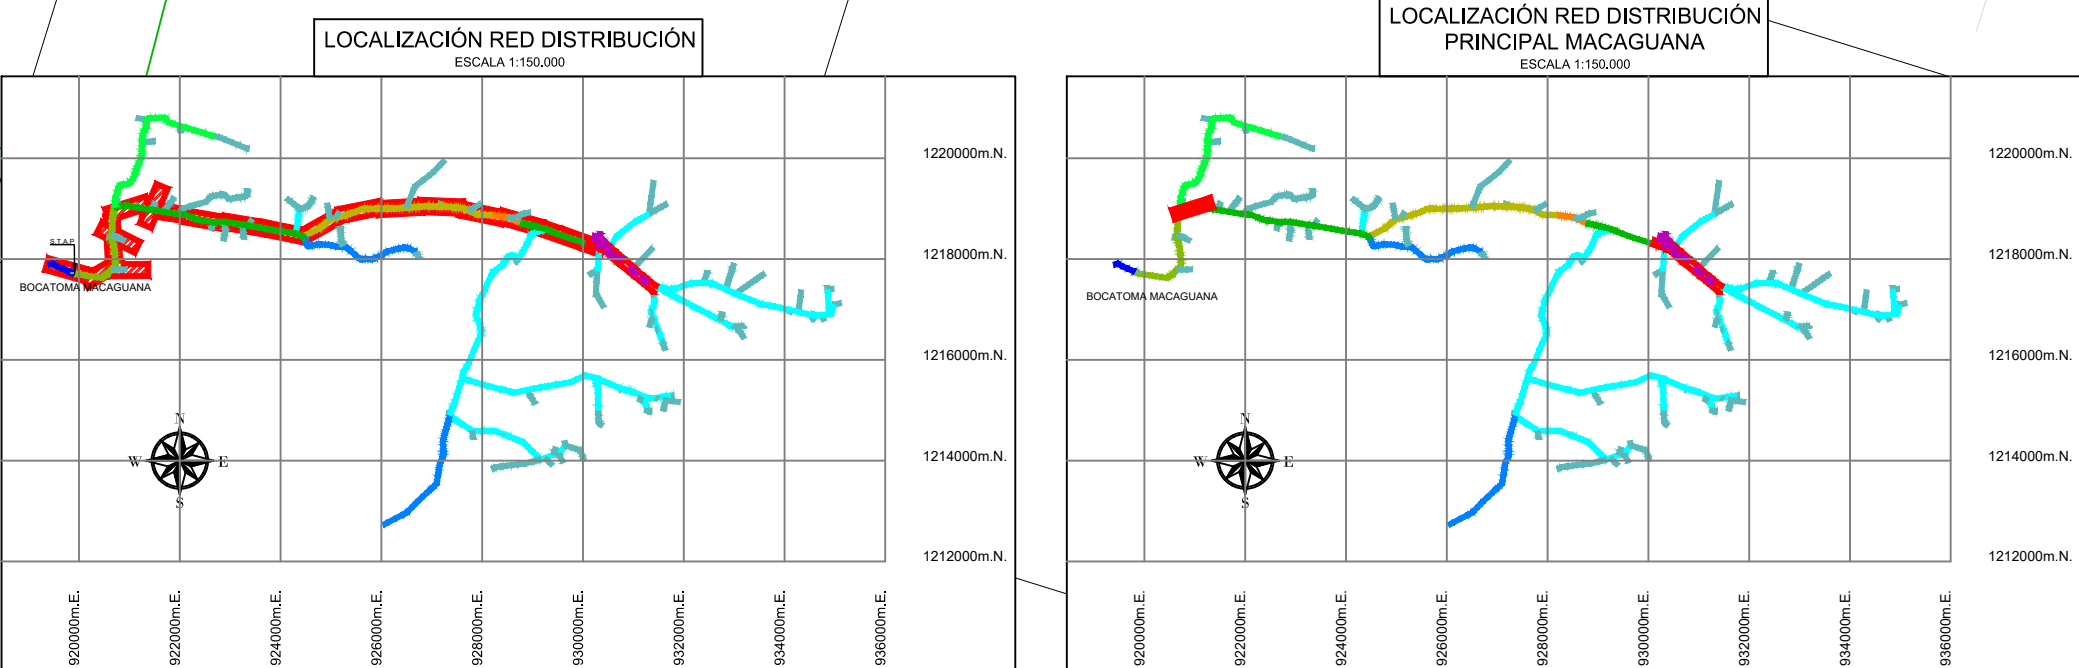 LOCALIZACIÓN RED DISTRIBUCIÓN
ESCALA 1:150.000
1220000m.N.
1218000m.N.
1216000m.N.
1214000m.N.
1212000m.N.
S.T.A.P
BOCATOMA MACAGUANA
N
W E
S
920000m.E.
922000m.E.
924000m.E.
926000m.E.
928000m.E.
930000m.E.
932000m.E.
934000m.E.
936000m.E.
LOCALIZACIÓN RED DISTRIBUCIÓN
PRINCIPAL MACAGUANA
ESCALA 1:150.000
1220000m.N.
1218000m.N.
1216000m.N.
1214000m.N.
1212000m.N.
BOCATOMA MACAGUANA
N
W E
S
920000m.E.
922000m.E.
924000m.E.
926000m.E.
928000m.E.
930000m.E.
932000m.E.
934000m.E.
936000m.E.